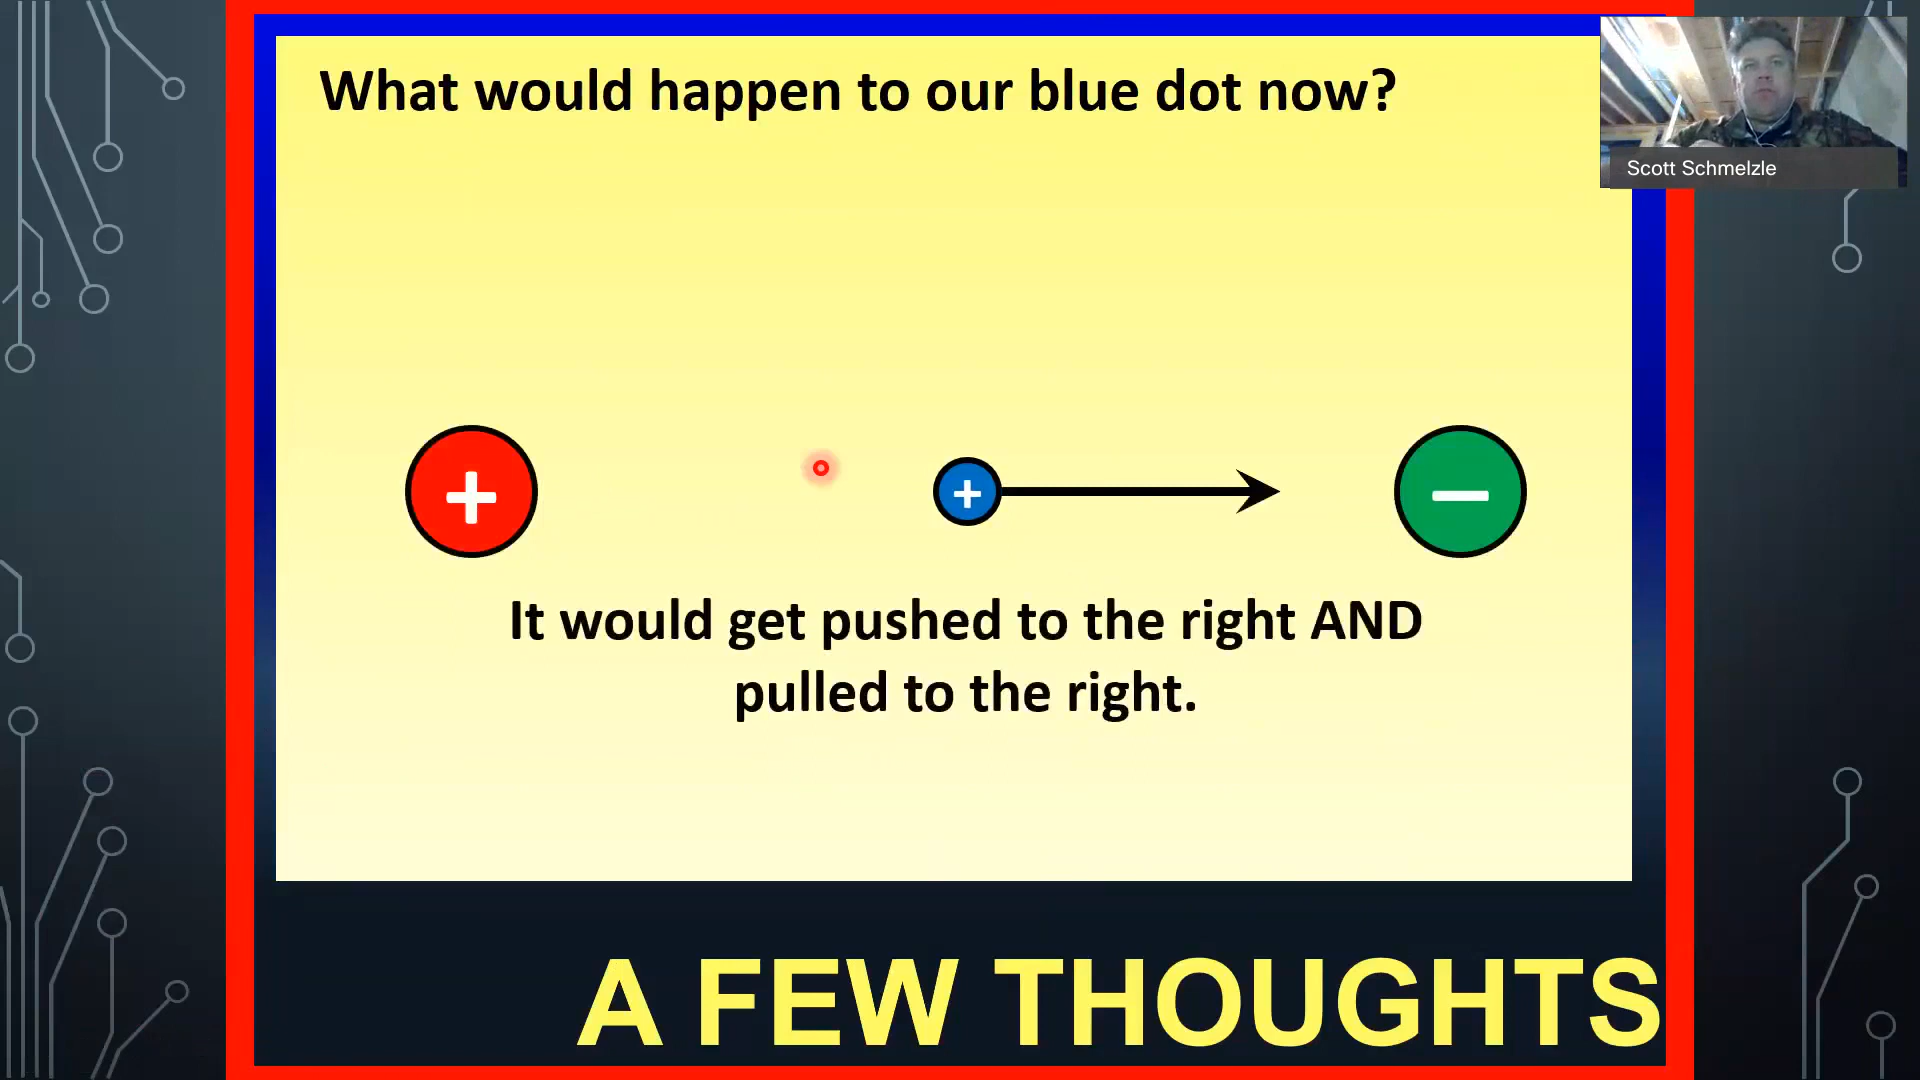 What would happen to our blue dot now?
Scott Schmelzle
+
+
−
It would get pushed to the right AND
pulled to the right.
A FEW THOUGHTS